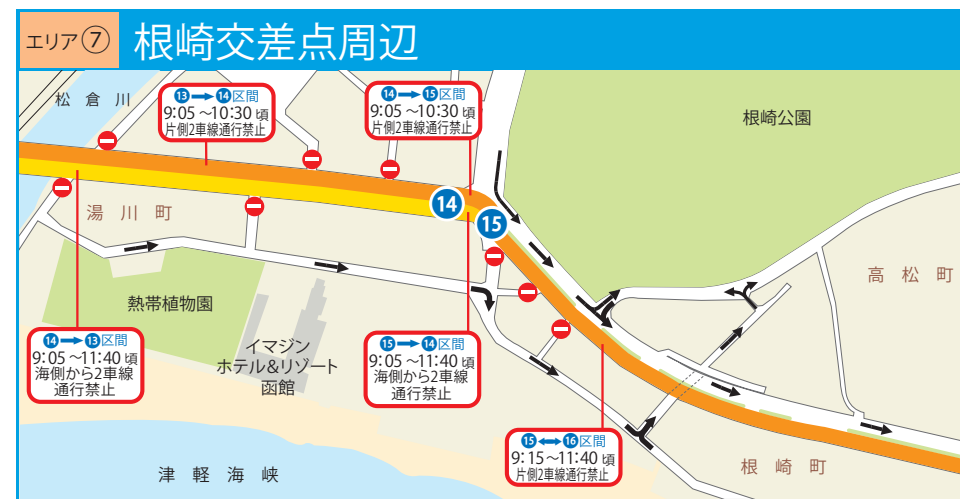 エリア⑦ 根崎交差点周辺
松倉川
⑬➡⑭区間
9:05~10:30頃
片側2車線通行禁止
⑭➡⑮区間
9:05~10:30頃
片側2車線通行禁止
根崎公園
湯川町
14
15
高松町
熱帯植物園
イマジン
ホテル&リゾート
函館
⑭➡⑬区間
9:05~11:40頃
海側から2車線
通行禁止
⑮➡⑭区間
9:05~11:40頃
海側から2車線
通行禁止
⑮⬌⑯区間
9:15~11:40頃
片側2車線通行禁止
津軽海峡
根崎町